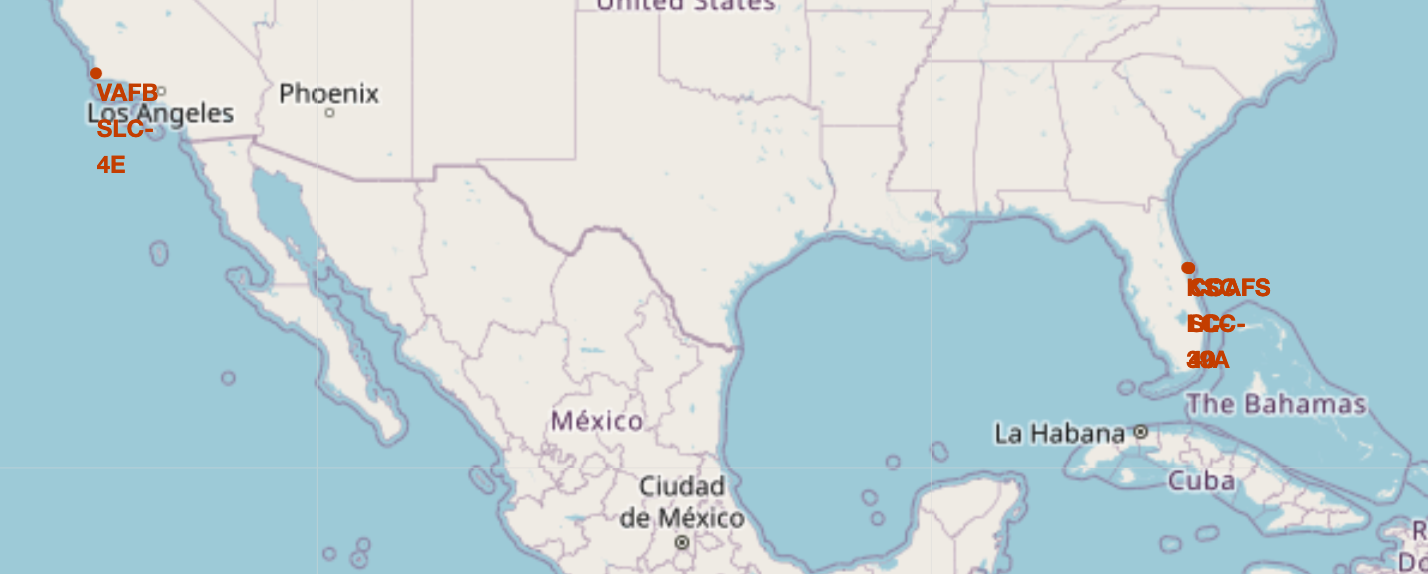 United States
VAFB
SLC-
4E
Los Angeles
Phoenix
México
Ciudad
de México
La Habana
Cuba
The Bahamas